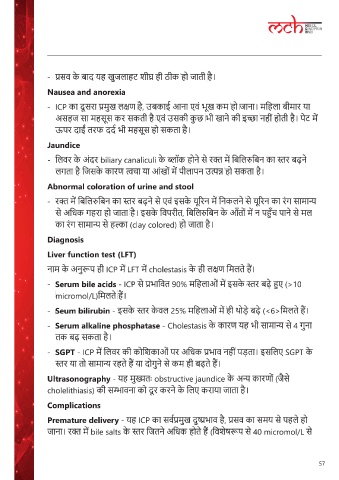 mch
- प्रसव के बाद यह खुजलाहट शीघ्र ही ठीक हो जाती है।
Nausea and anorexia
- ICP का दूसरा प्रमुख लक्षण है, उबकाई आना एवं भूख कम हो जाना। महिला बीमार या
असहज सा महसूस कर सकती है एवं उसकी कुछ भी खाने की इच्छा नहीं होती है। पेट में
ऊपर दाईं तरफ दर्द भी महसूस हो सकता है।
Jaundice
- लिवर के अंदर biliary canaliculi के ब्लॉक होने से रक्त में बिलिरुबिन का स्तर बढ़ने
लगता है जिसके कारण त्वचा या आंखों में पीलापन उत्पन्न हो सकता है।
Abnormal coloration of urine and stool
- रक्त में बिलिरुबिन का स्तर बढ़ने से एवं इसके यूरिन में निकलने से यूरिन का रंग सामान्य
से अधिक गहरा हो जाता है। इसके विपरीत, बिलिरुबिन के आँतों में न पहुँच पाने से मल
का रंग सामान्य से हल्का (clay colored) हो जाता है।
Diagnosis
Liver function test (LFT)
नाम के अनुरूप ही ICP में LFT में cholestasis के ही लक्षण मिलते हैं।
- Serum bile acids - ICP से प्रभावित 90% महिलाओं में इसके स्तर बढ़े हुए (>10
micromol/L)मिलते हैं।
- Seum bilirubin - इसके स्तर केवल 25% महिलाओं में ही थोड़े बढ़े (<6>मिलते हैं।
- Serum alkaline phosphatase - Cholestasis के कारण यह भी सामान्य से 4 गुना
तक बढ़ सकता है।
- SGPT - ICP में लिवर की कोशिकाओं पर अधिक प्रभाव नहीं पड़ता। इसलिए SGPT के
स्तर या तो सामान्य रहते हैं या दोगुने से कम ही बढ़ते हैं।
Ultrasonography - यह मुख्यतः obstructive jaundice के अन्य कारणों (जैसे
cholelithiasis) की सम्भावना को दूर करने के लिए कराया जाता है।
Complications
Premature delivery - यह ICP का सर्वप्रमुख दुष्प्रभाव है, प्रसव का समय से पहले हो
जाना। रक्त में bile salts के स्तर जितने अधिक होते हैं (विशेषरूप से 40 micromol/L से
57